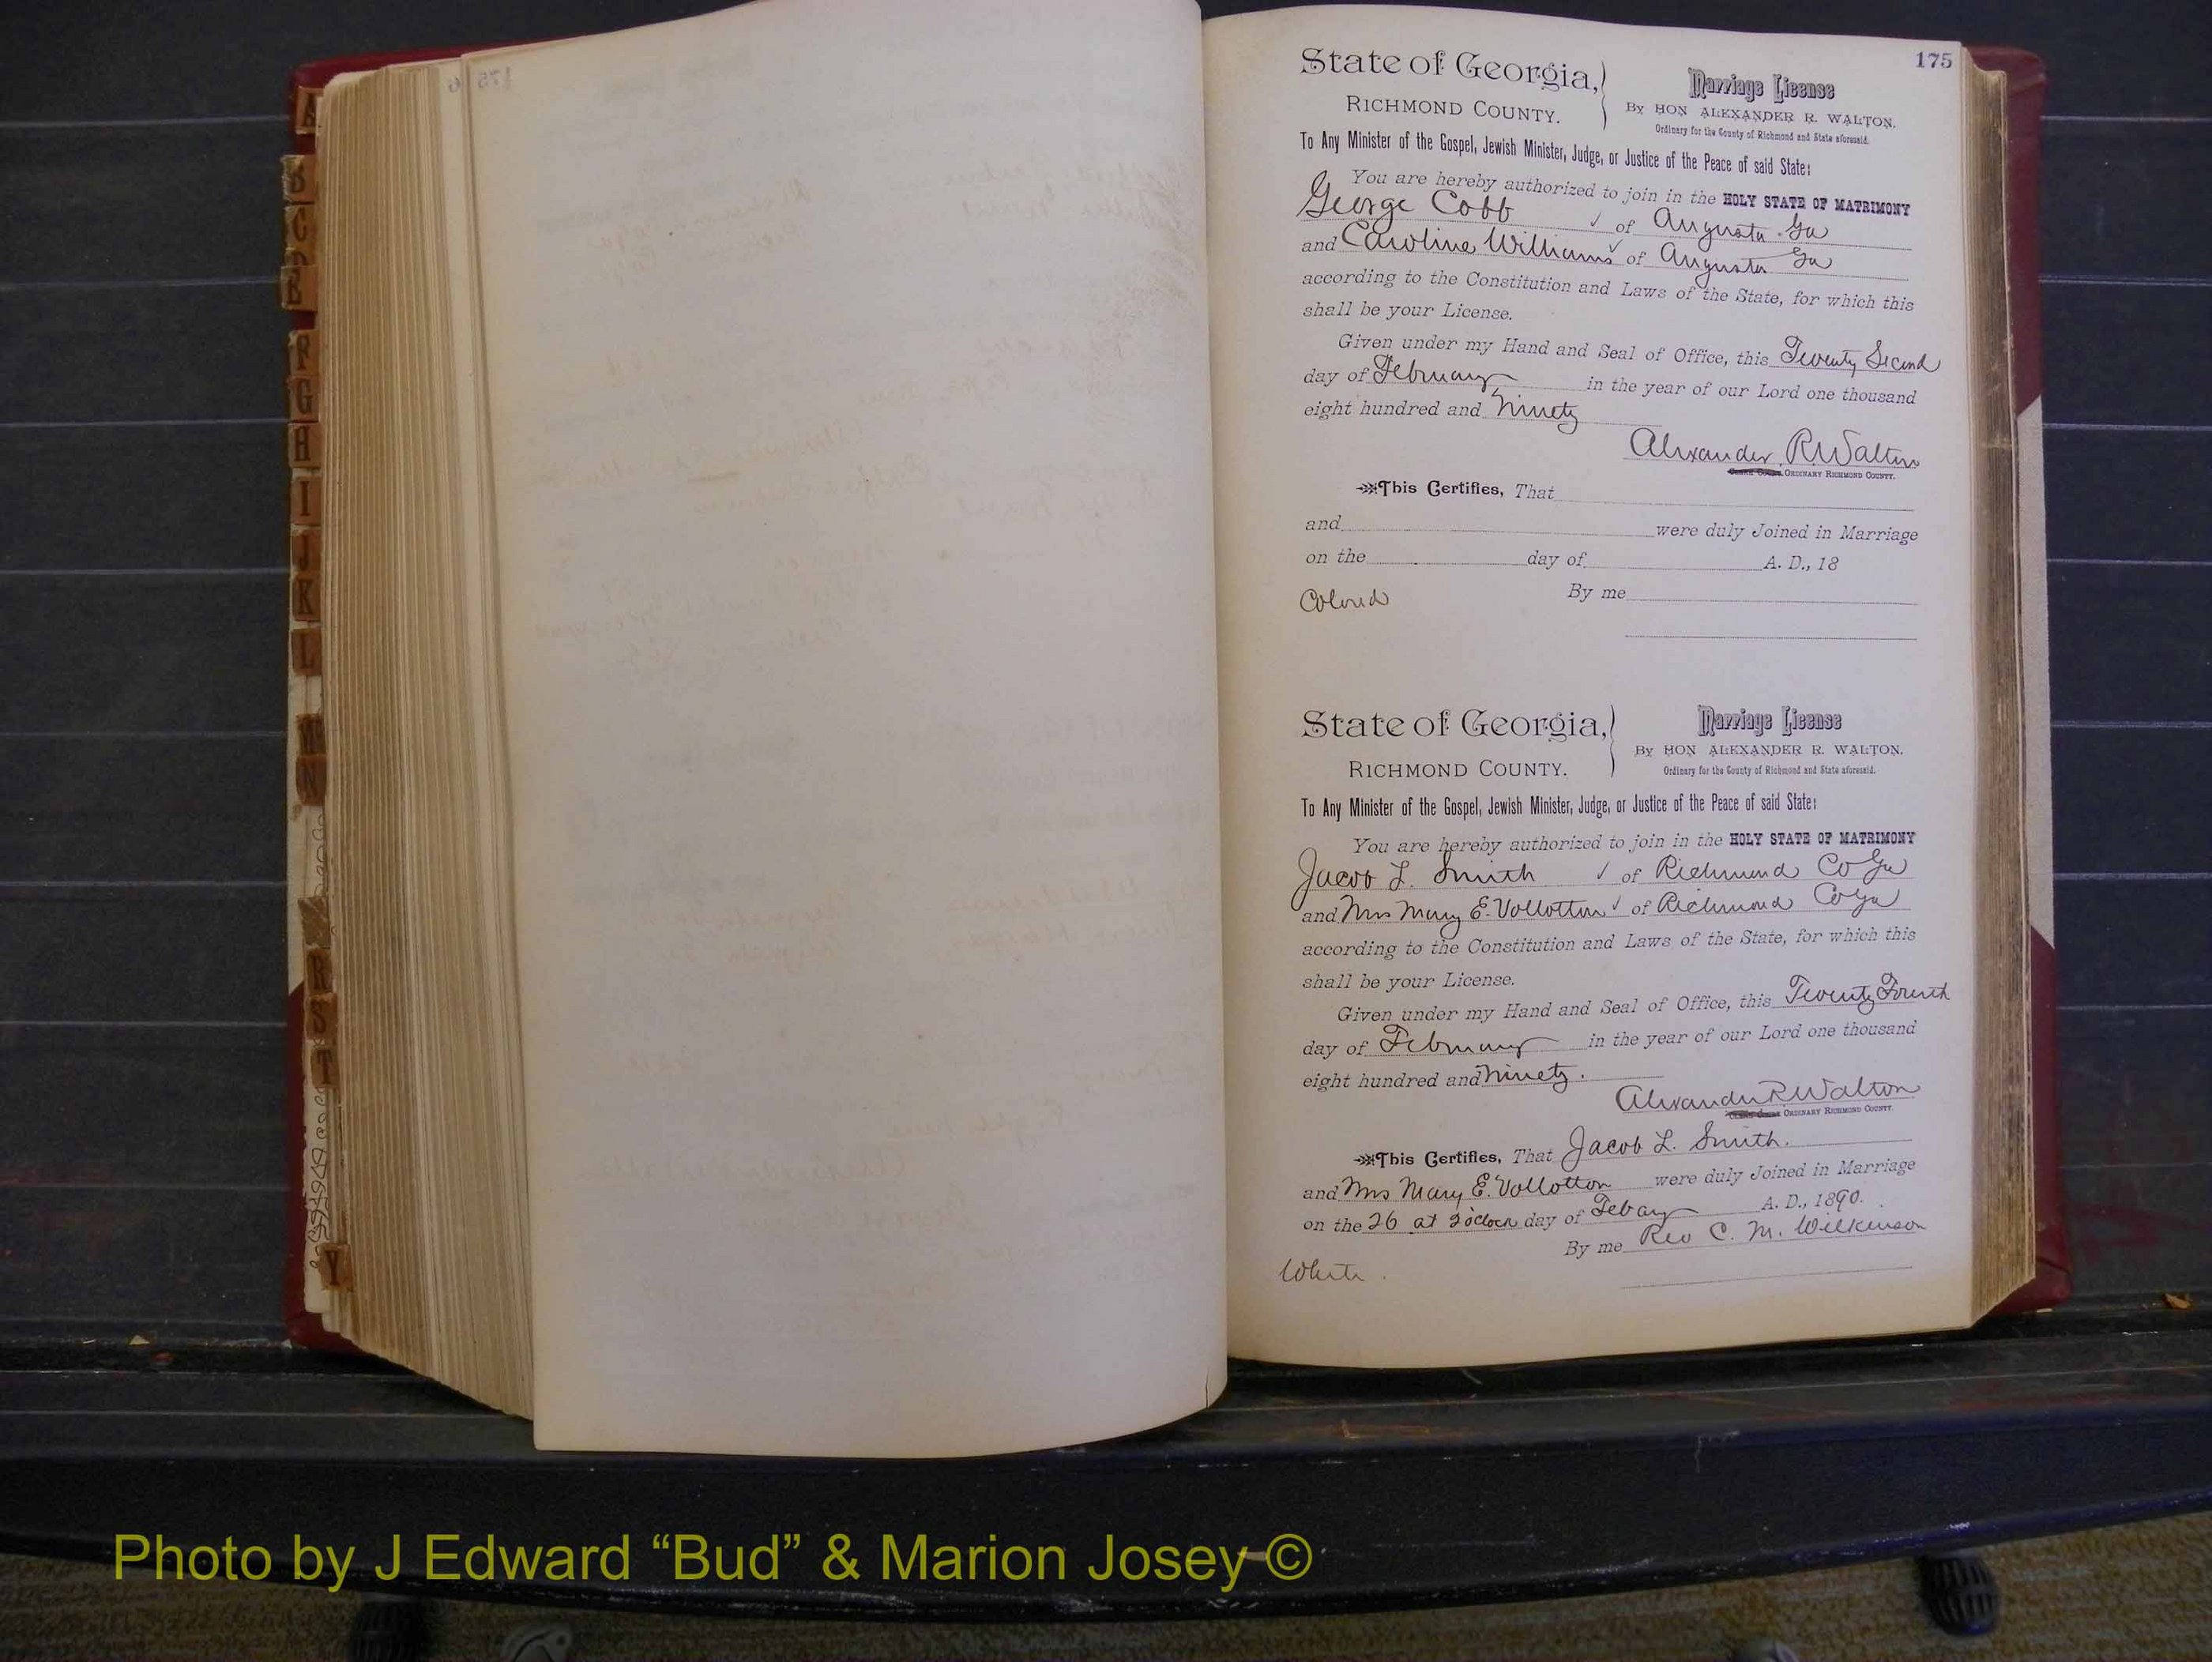 175
State of Georgia,
RICHMOND COUNTY.
Marriage License
By HON ALEXANDER R. WALTON,
Ordinary for the County of Richmond and State aforesaid.
To Any Minister of the Gospel, Jewish Minister, Judge, or Justice of the Peace of said State:
You are hereby authorized to join in the HOLY STATE OF MATRIMONY
George Cobb ✓ of Augusta Ga
and Caroline Williams ✓ of Augusta Ga
according to the Constitution and Laws of the State, for which this
shall be your License.
Given under my Hand and Seal of Office, this Twenty Second
day of February in the year of our Lord one thousand
eight hundred and Ninety
Alexander R Walton
ORDINARY RICHMOND COUNTY.
This Certifies, That
and were duly Joined in Marriage
on the day of A. D., 18
Colored By me
State of Georgia,
RICHMOND COUNTY.
Marriage License
By HON ALEXANDER R. WALTON,
Ordinary for the County of Richmond and State aforesaid.
To Any Minister of the Gospel, Jewish Minister, Judge, or Justice of the Peace of said State:
You are hereby authorized to join in the HOLY STATE OF MATRIMONY
Jacob L. Smith ✓ of Richmond Co Ga
and Mrs Mary E. Vollotton ✓ of Richmond Co Ga
according to the Constitution and Laws of the State, for which this
shall be your License.
Given under my Hand and Seal of Office, this Twenty Fourth
day of February in the year of our Lord one thousand
eight hundred and Ninety.
Alexander R Walton
ORDINARY RICHMOND COUNTY.
This Certifies, That Jacob L. Smith.
and Mrs Mary E. Vollotton were duly Joined in Marriage
on the 26 at o'clock day of Febary A. D., 1890.
By me Rev C. M. Wilkinson
White.
A
B
C
F
G
H
I
J
K
L
M
N
R
S
T
Y
Photo by J Edward “Bud” & Marion Josey ©